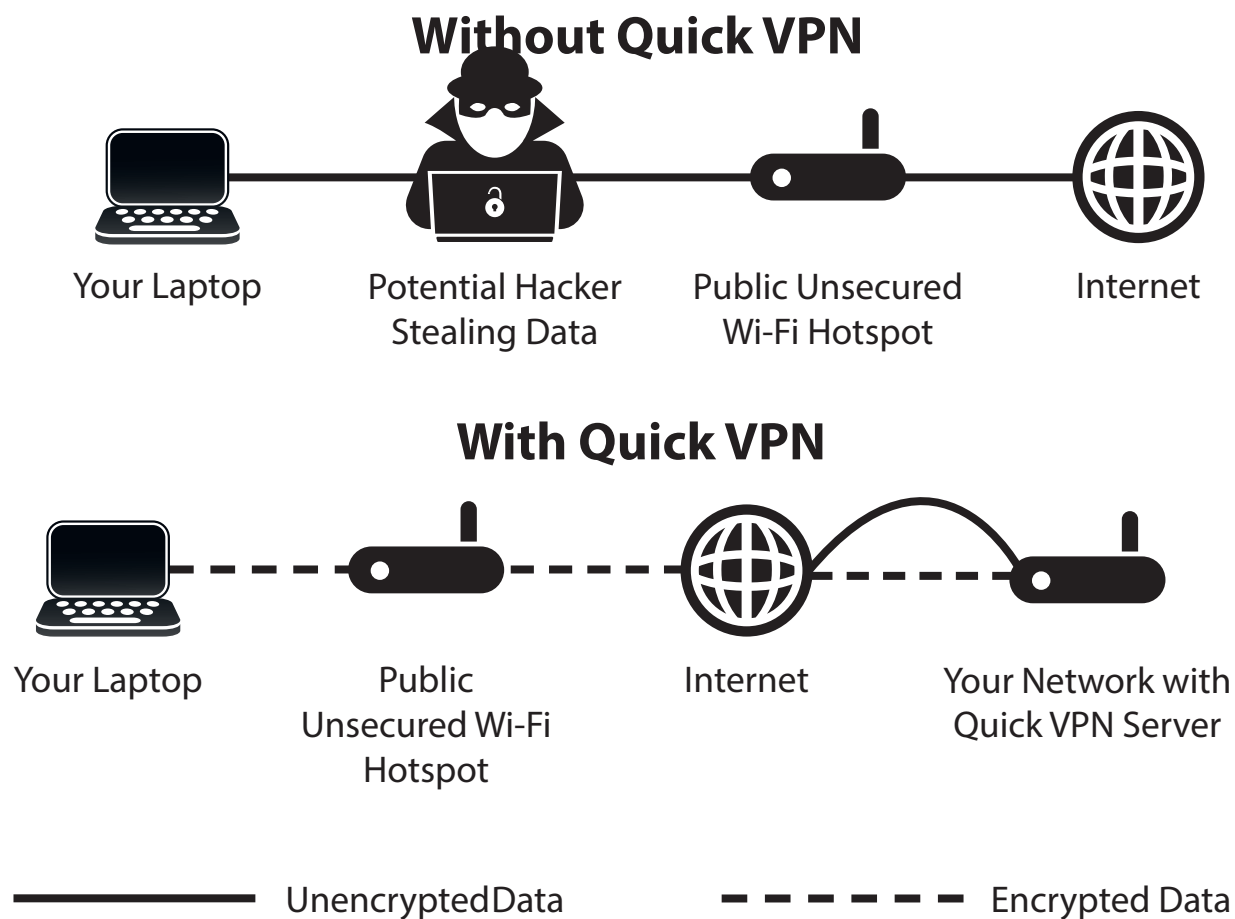 Without Quick VPN
Your Laptop
Potential Hacker
Stealing Data
Public Unsecured
Wi-Fi Hotspot
Internet
With Quick VPN
Your Laptop
Public
Unsecured Wi-Fi
Hotspot
Internet
Your Network with
Quick VPN Server
UnencryptedData
Encrypted Data